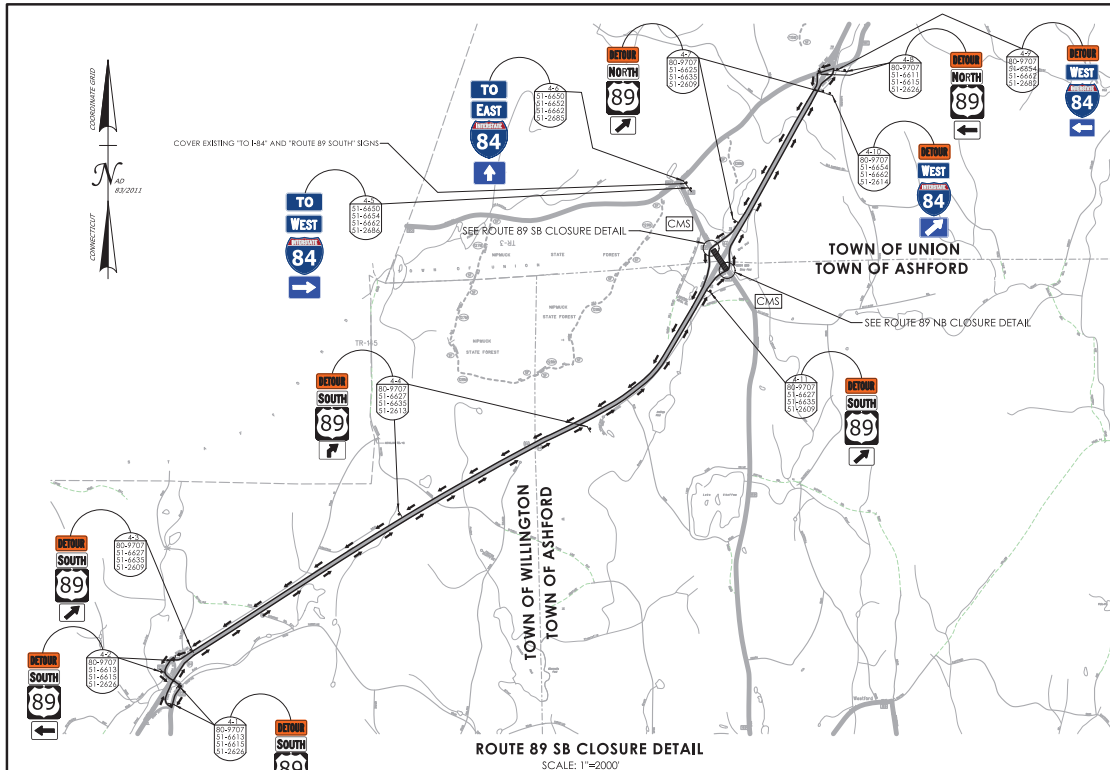 COORDINATE GRID
N
AD
83/2011
CONNECTICUT
COVER EXISTING "TO I-84" AND "ROUTE 89 SOUTH" SIGNS
TO
WEST
INTERSTATE
84
4-5
51-6650
51-6654
51-6662
51-2686
TO
EAST
INTERSTATE
84
4-6
51-6650
51-6652
51-6662
51-2685
DETOUR
NORTH
89
4-7
80-9707
51-6625
51-6635
51-2609
4-8
80-9707
51-6611
51-6615
51-2626
DETOUR
NORTH
89
4-9
80-9707
51-6654
51-6662
51-2682
DETOUR
WEST
INTERSTATE
84
4-10
80-9707
51-6654
51-6662
51-2614
DETOUR
WEST
INTERSTATE
84
SEE ROUTE 89 SB CLOSURE DETAIL
CMS
TOWN OF UNION
TOWN OF ASHFORD
CMS
SEE ROUTE 89 NB CLOSURE DETAIL
TR-3
NIPMUCK STATE FOREST
NIPMUCK
STATE FOREST
NIPMUCK
STATE FOREST
DETOUR
SOUTH
89
4-4
80-9707
51-6627
51-6635
51-2613
4-11
80-9707
51-6627
51-6635
51-2609
DETOUR
SOUTH
89
TOWN OF WILLINGTON
TOWN OF ASHFORD
DETOUR
SOUTH
89
4-3
80-9707
51-6627
51-6635
51-2609
DETOUR
SOUTH
89
4-2
80-9707
51-6613
51-6615
51-2626
4-1
80-9707
51-6613
51-6615
51-2626
DETOUR
SOUTH
89
Westford
ROUTE 89 SB CLOSURE DETAIL
SCALE: 1"=2000'